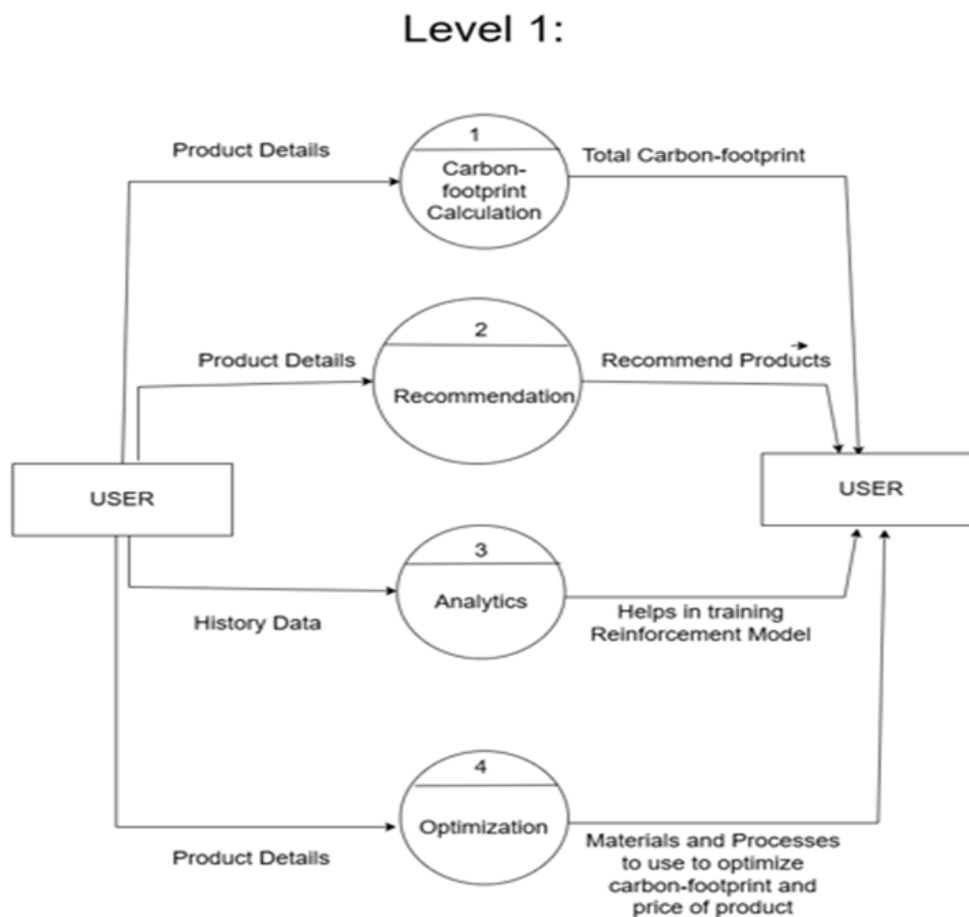 Level 1:
Product Details
1
Carbon-
footprint
Calculation
Total Carbon-footprint
Product Details
2
Recommendation
Recommend Products
USER
USER
History Data
3
Analytics
Helps in training
Reinforcement Model
Product Details
4
Optimization
Materials and Processes
to use to optimize
carbon-footprint and
price of product